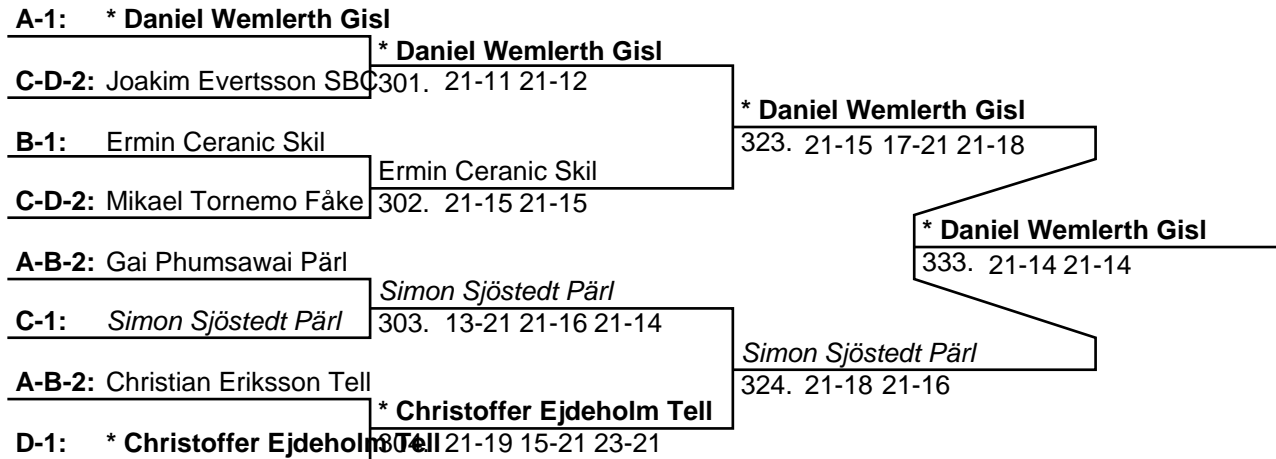 A-1: * Daniel Wemlerth Gisl
* Daniel Wemlerth Gisl
C-D-2: Joakim Evertsson SBC
301. 21-11 21-12
* Daniel Wemlerth Gisl
B-1: Ermin Ceranic Skil
323. 21-15 17-21 21-18
Ermin Ceranic Skil
C-D-2: Mikael Tornemo Fåke
302. 21-15 21-15
* Daniel Wemlerth Gisl
A-B-2: Gai Phumsawai Pärl
333. 21-14 21-14
Simon Sjöstedt Pärl
C-1: Simon Sjöstedt Pärl
303. 13-21 21-16 21-14
Simon Sjöstedt Pärl
A-B-2: Christian Eriksson Tell
324. 21-18 21-16
* Christoffer Ejdeholm Tell
D-1: * Christoffer Ejdeholm Tell
304. 21-19 15-21 23-21